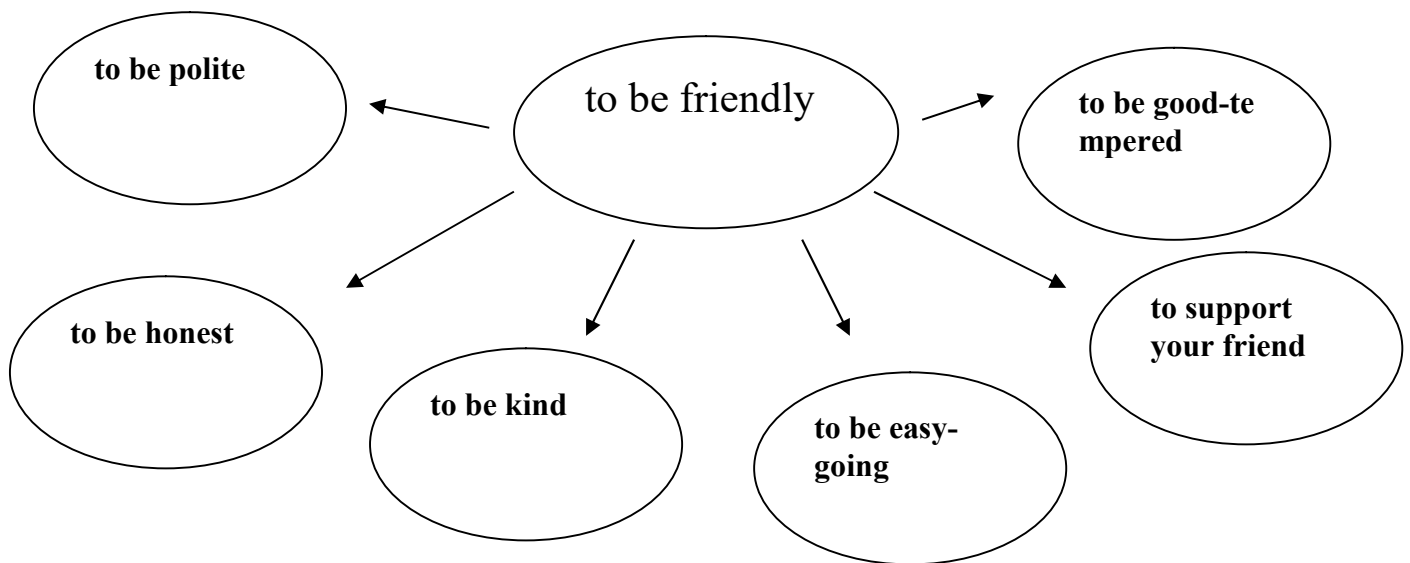 to be polite
to be friendly
to be good-te
mpered
to be honest
to be kind
to be easy-
going
to support
your friend